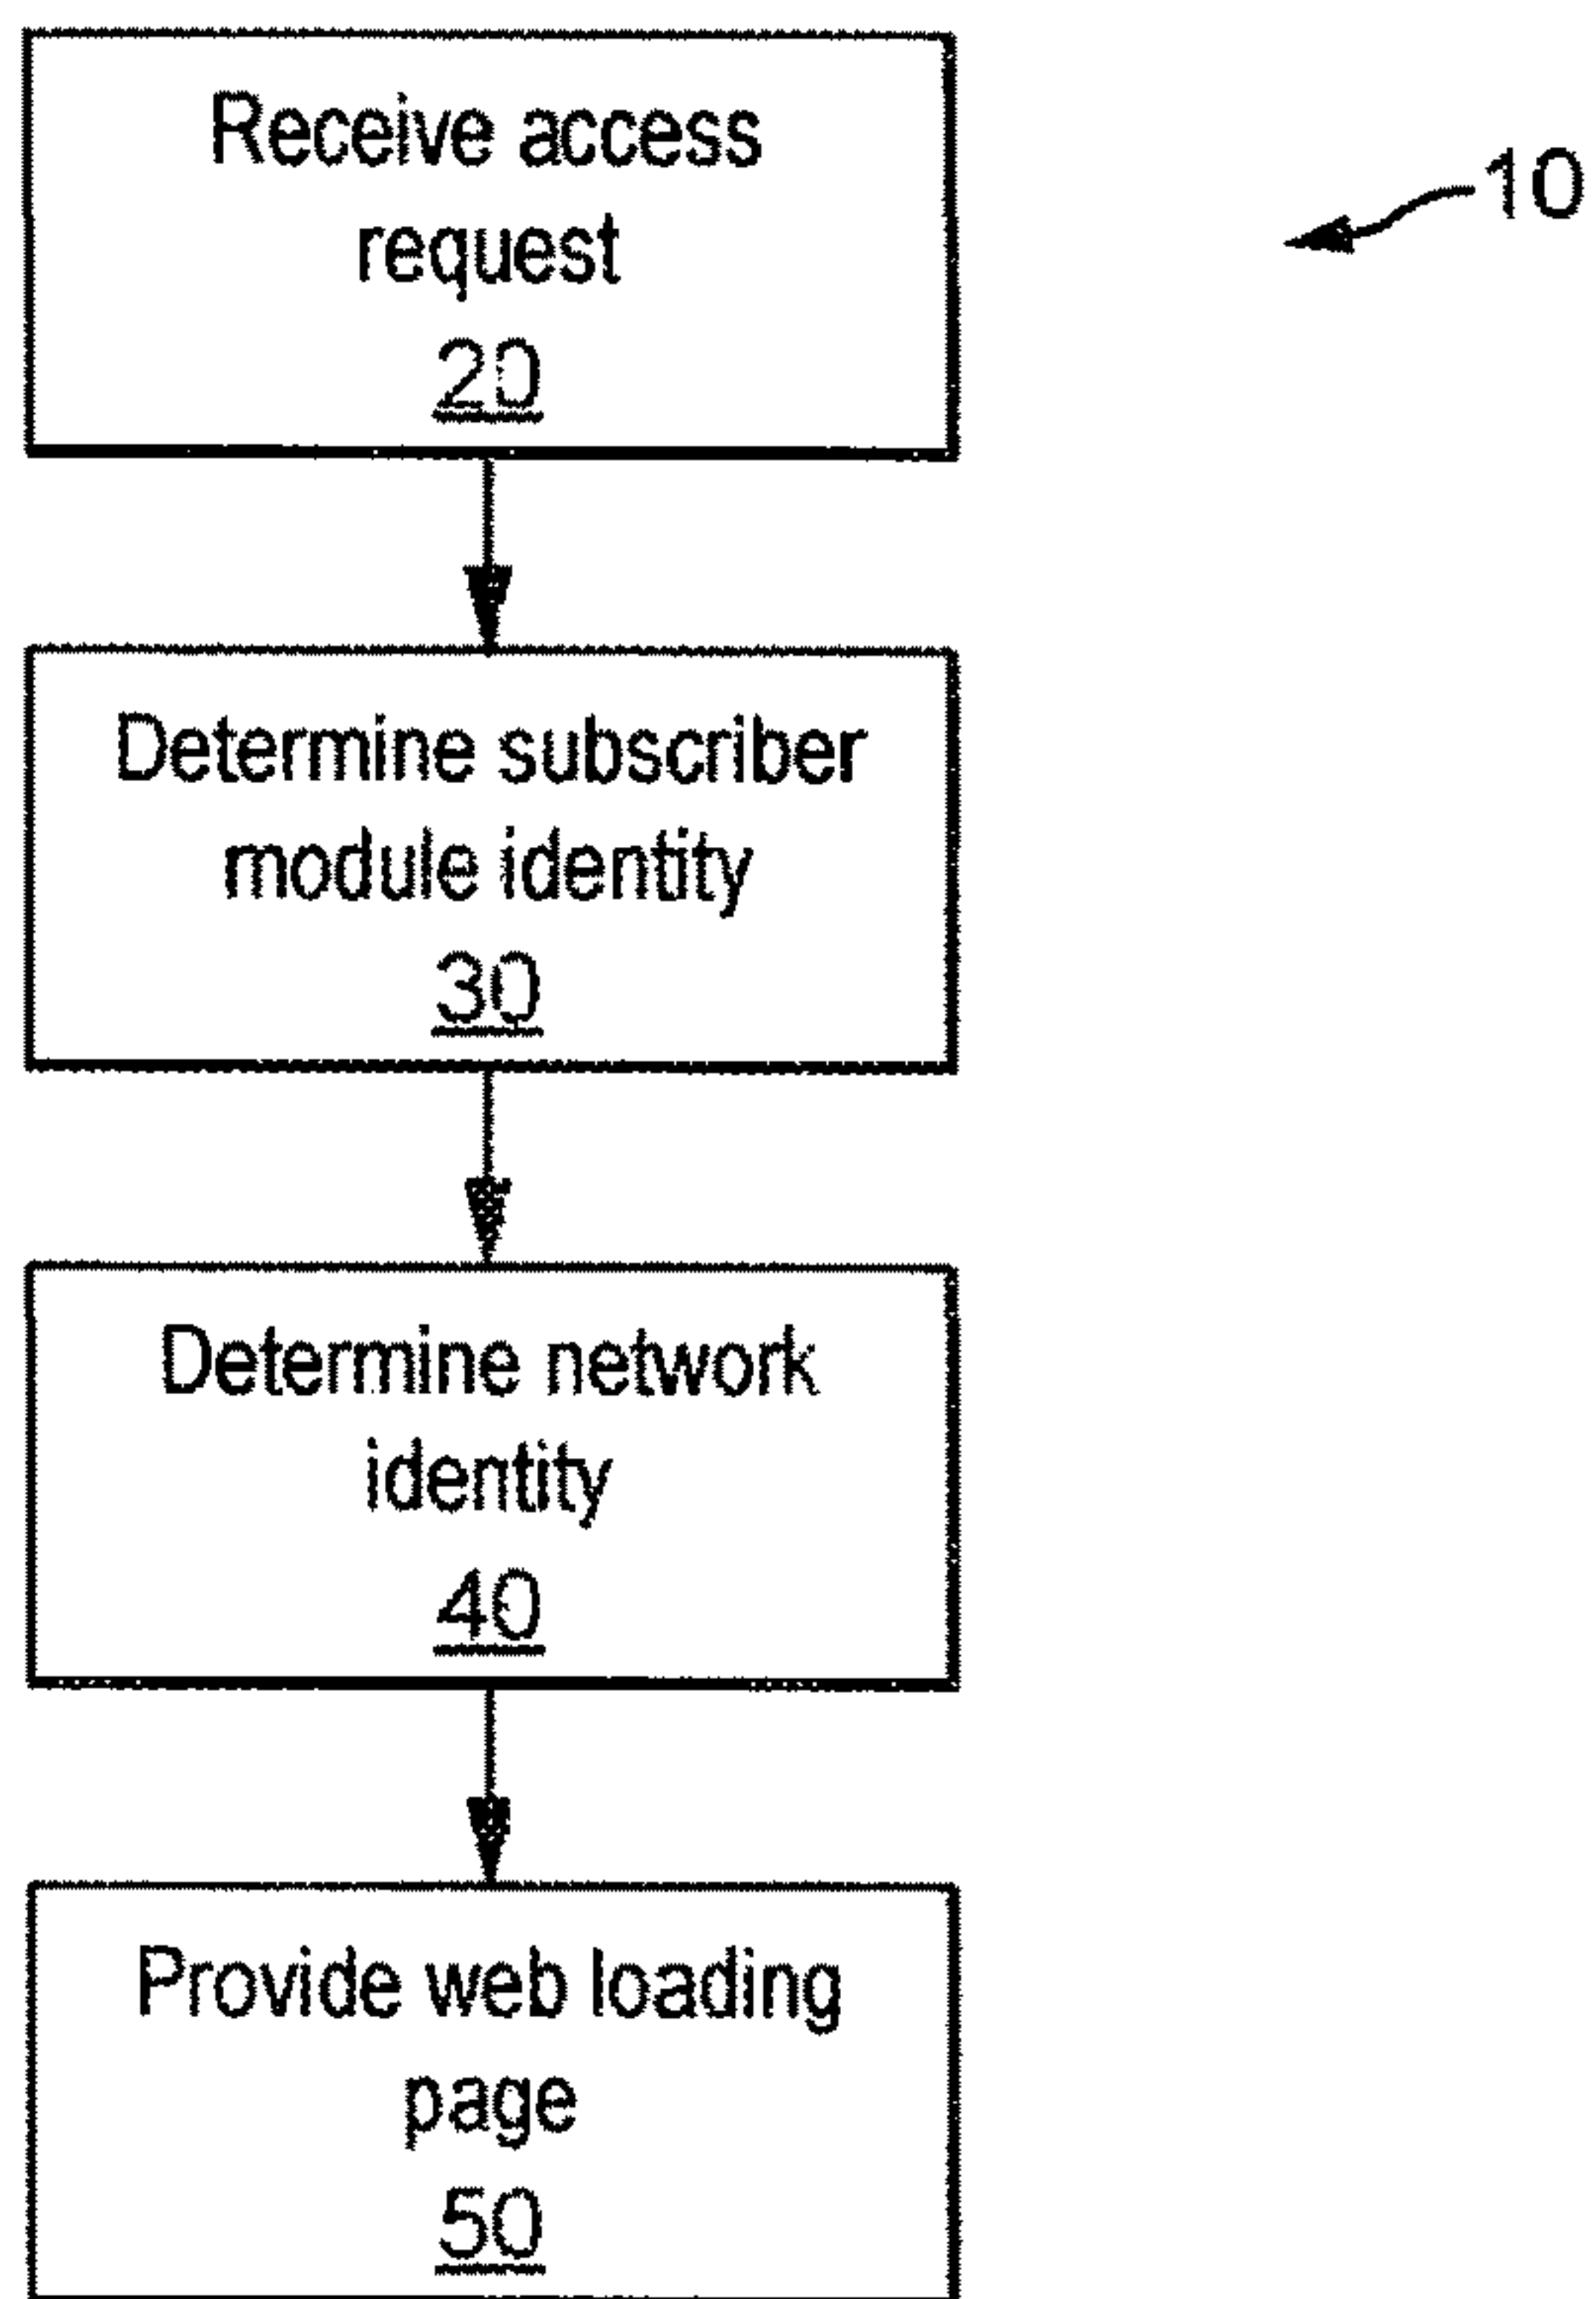 Receive access
request
20
10
Determine subscriber
module identity
30
Determine network
identity
40
Provide web loading
page
50